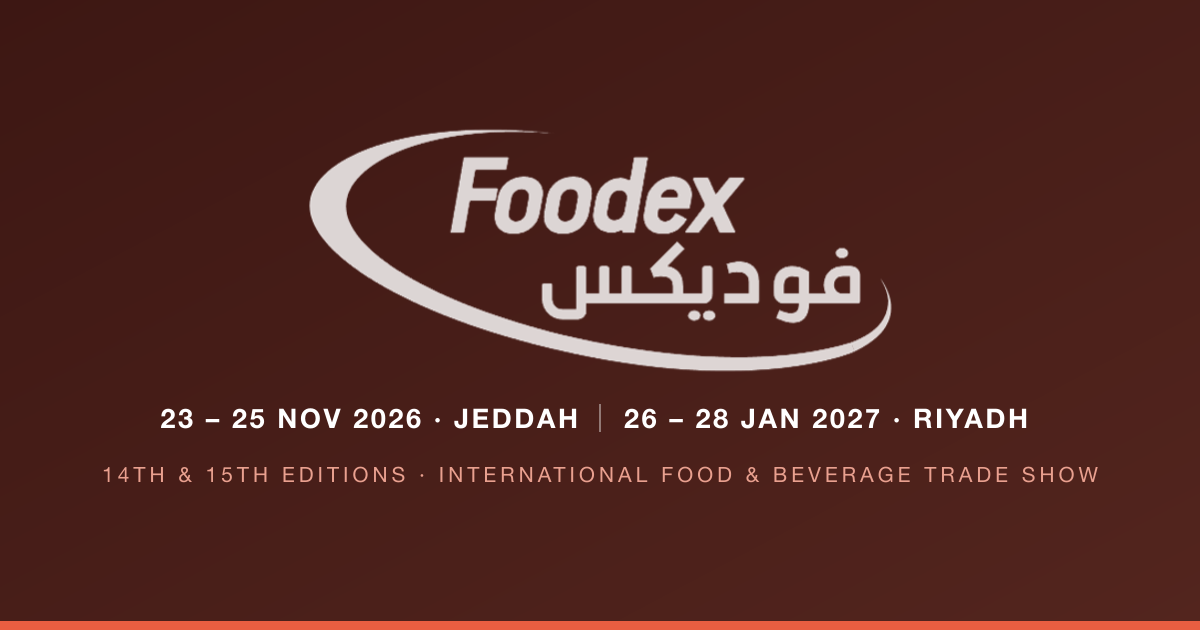 Foodex
فوديكس
23 – 25 NOV 2026 · JEDDAH | 26 – 28 JAN 2027 · RIYADH
14TH & 15TH EDITIONS · INTERNATIONAL FOOD & BEVERAGE TRADE SHOW